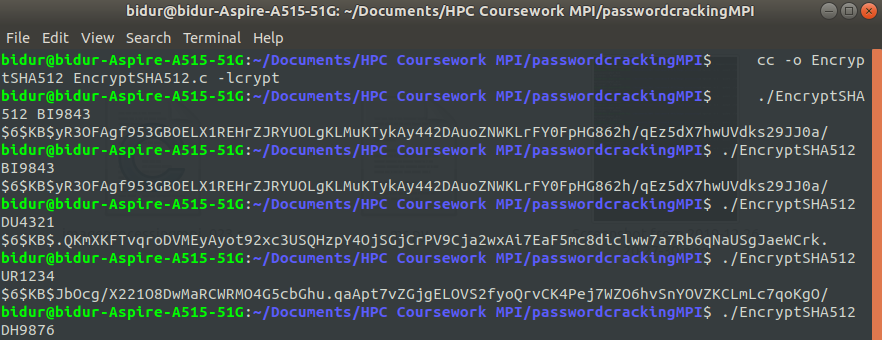 bidur@bidur-Aspire-A515-51G: ~/Documents/HPC Coursework MPI/passwordcrackingMPI
File Edit View Search Terminal Help
bidur@bidur-Aspire-A515-51G:~/Documents/HPC Coursework MPI/passwordcrackingMPI$ cc -o Encryp
tSHA512 EncryptSHA512.c -lcrypt
bidur@bidur-Aspire-A515-51G:~/Documents/HPC Coursework MPI/passwordcrackingMPI$ ./EncryptSHA
512 BI9843
$6$KB$yR3OFAgf953GBOELX1REHrZJRYUOLgKLMuKTykAy442DAuoZNWKLrFY0FpHG862h/qEz5dX7hwUVdks29JJ0a/
bidur@bidur-Aspire-A515-51G:~/Documents/HPC Coursework MPI/passwordcrackingMPI$ ./EncryptSHA512
BI9843
$6$KB$yR3OFAgf953GBOELX1REHrZJRYUOLgKLMuKTykAy442DAuoZNWKLrFY0FpHG862h/qEz5dX7hwUVdks29JJ0a/
bidur@bidur-Aspire-A515-51G:~/Documents/HPC Coursework MPI/passwordcrackingMPI$ ./EncryptSHA512
DU4321
$6$KB$.QKmXKFTvqroDVMEyAyot92xc3USQHzpY4OjSGjCrPV9Cja2wxAi7EaF5mc8diclww7a7Rb6qNaUSgJaeWCrk.
bidur@bidur-Aspire-A515-51G:~/Documents/HPC Coursework MPI/passwordcrackingMPI$ ./EncryptSHA512
UR1234
$6$KB$JbOcg/X221O8DwMaRCWRMO4G5cbGhu.qaApt7vZGjgELOVS2fyoQrvCK4Pej7WZO6hvSnYOVZKCLmLc7qoKgO/
bidur@bidur-Aspire-A515-51G:~/Documents/HPC Coursework MPI/passwordcrackingMPI$ ./EncryptSHA512
DH9876